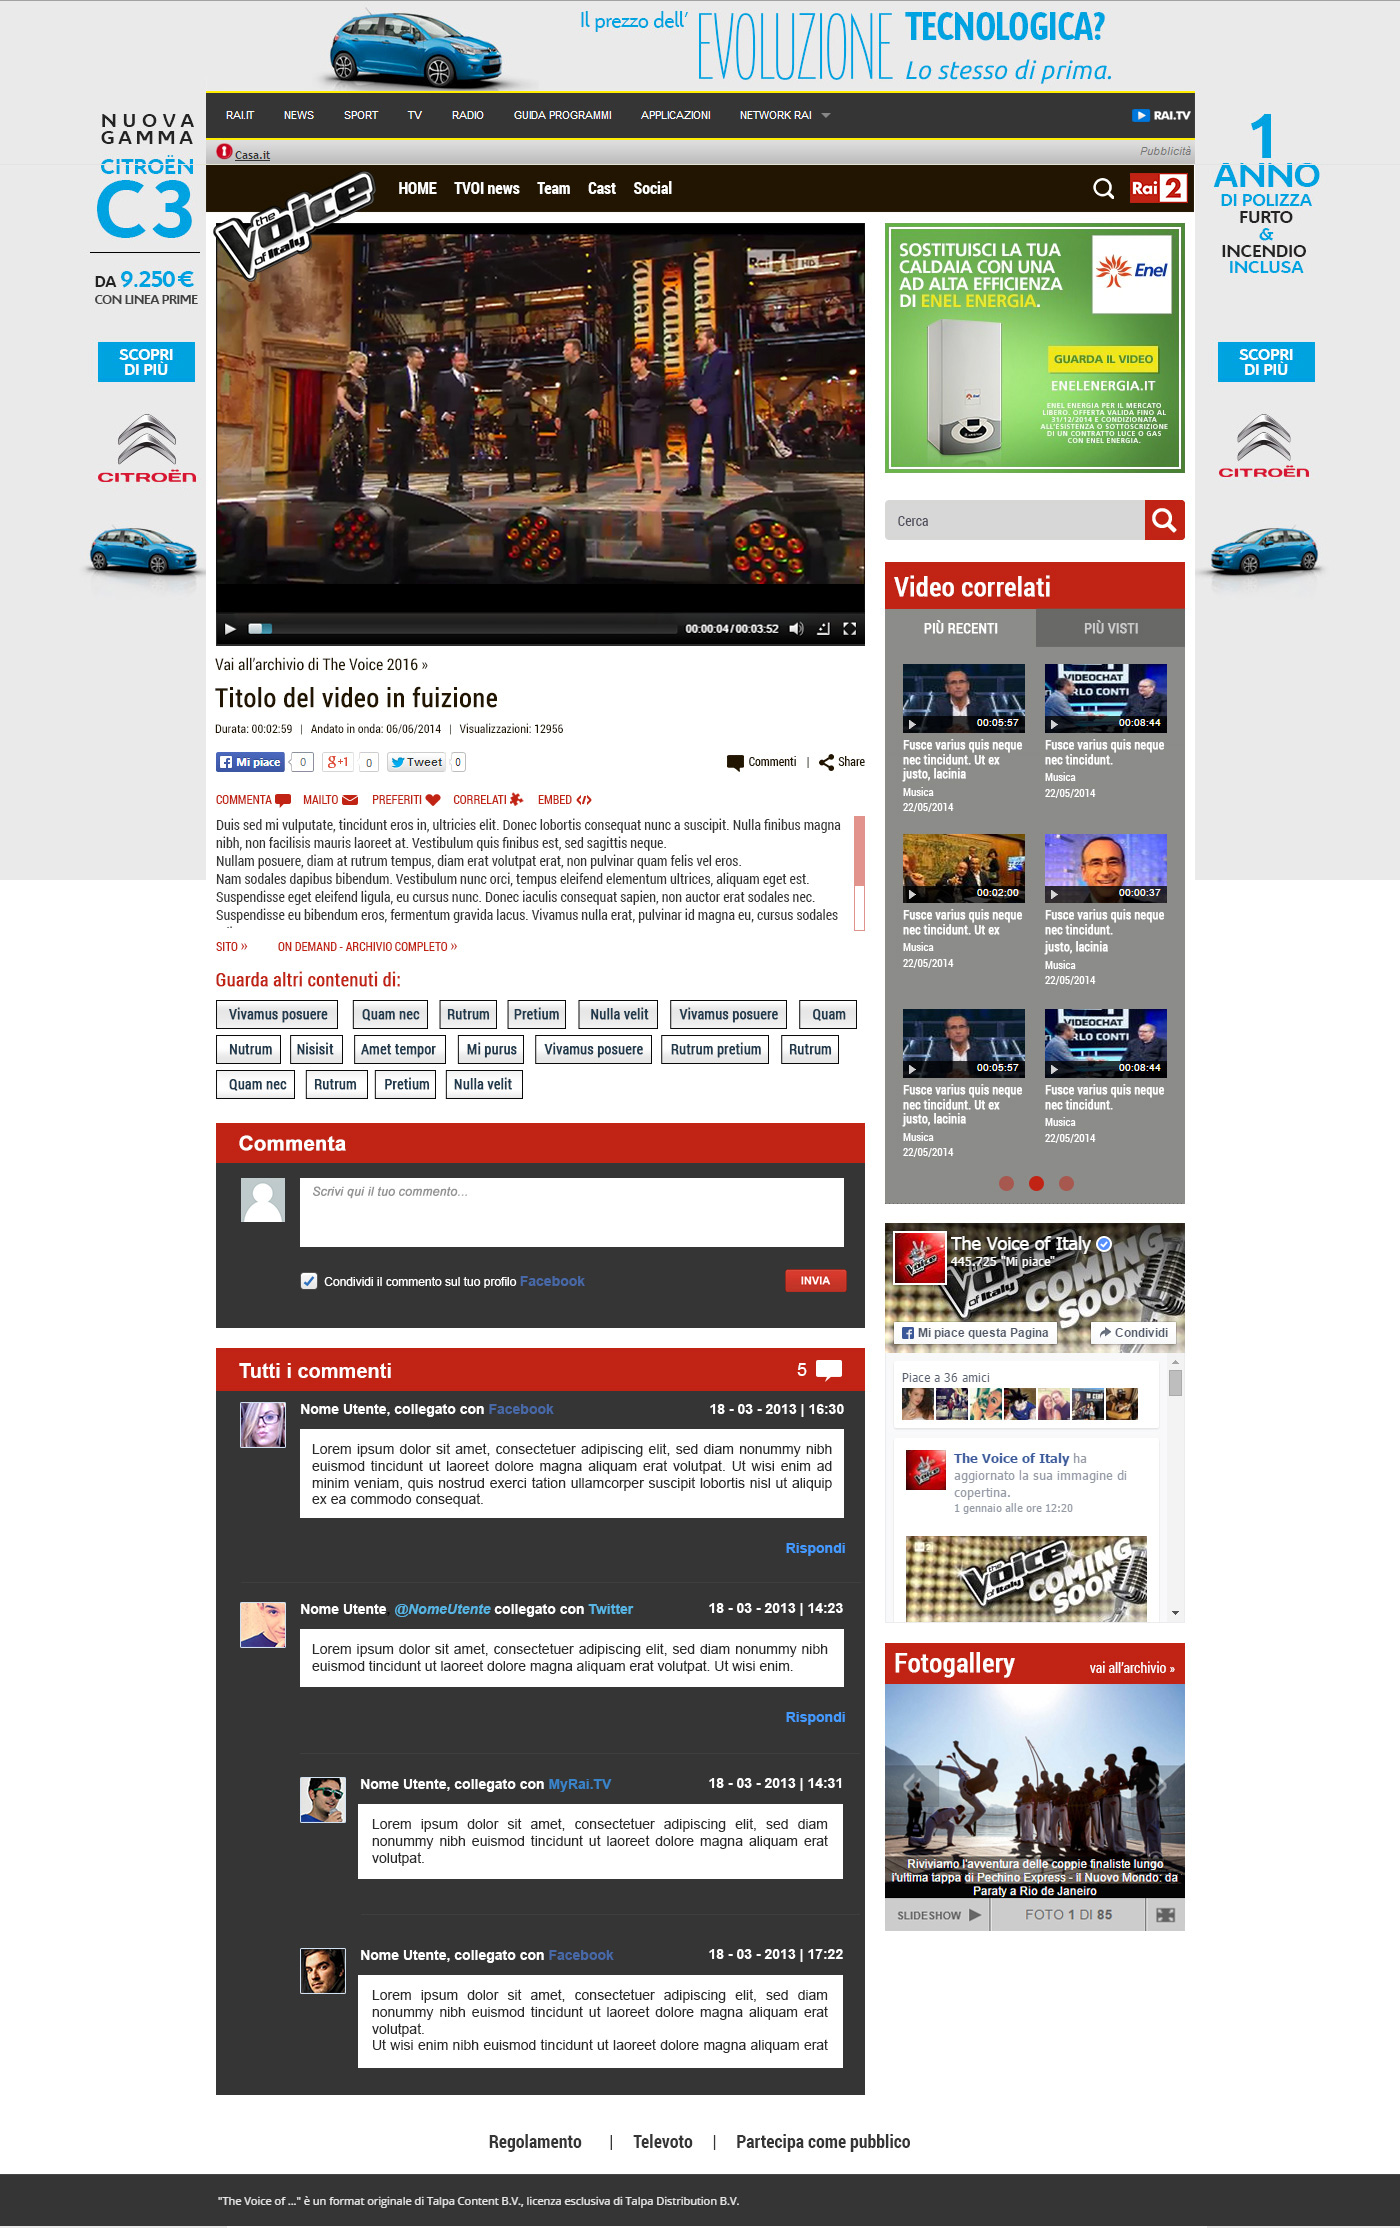 Il prezzo dell' EVOLUZIONE TECNOLOGICA?
Lo stesso di prima.
NUOVA
GAMMA
CITROËN
C3
DA 9.250 €
CON LINEA PRIME
SCOPRI
DI PIÙ
CITROËN
1
ANNO
DI POLIZZA
FURTO
&
INCENDIO
INCLUSA
SCOPRI
DI PIÙ
CITROËN
RAI.IT NEWS SPORT TV RADIO GUIDA PROGRAMMI APPLICAZIONI NETWORK RAI RAI.TV
Casa.it Pubblicità
HOME TVOI news Team Cast Social Rai 2
the Voice of Italy
Rai 1 HD
00:00:04/00:03:52
Vai all'archivio di The Voice 2016 »
Titolo del video in fuizione
Durata: 00:02:59 | Andato in onda: 06/06/2014 | Visualizzazioni: 12956
Mi piace 0 g+1 0 Tweet 0 Commenti | Share
COMMENTA MAILTO PREFERITI CORRELATI EMBED
Duis sed mi vulputate, tincidunt eros in, ultricies elit. Donec lobortis consequat nunc a suscipit. Nulla finibus magna
nibh, non facilisis mauris laoreet at. Vestibulum quis finibus est, sed sagittis neque.
Nullam posuere, diam at rutrum tempus, diam erat volutpat erat, non pulvinar quam felis vel eros.
Nam sodales dapibus bibendum. Vestibulum nunc orci, tempus eleifend elementum ultrices, aliquam eget est.
Suspendisse eget eleifend ligula, eu cursus nunc. Donec iaculis consequat sapien, non auctor erat sodales nec.
Suspendisse eu bibendum eros, fermentum gravida lacus. Vivamus nulla erat, pulvinar id magna eu, cursus sodales
SITO » ON DEMAND - ARCHIVIO COMPLETO »
Guarda altri contenuti di:
Vivamus posuere Quam nec Rutrum Pretium Nulla velit Vivamus posuere Quam
Nutrum Nisisit Amet tempor Mi purus Vivamus posuere Rutrum pretium Rutrum
Quam nec Rutrum Pretium Nulla velit
Commenta
Scrivi qui il tuo commento...
Condividi il commento sul tuo profilo Facebook INVIA
Tutti i commenti 5
Nome Utente, collegato con Facebook 18 - 03 - 2013 | 16:30
Lorem ipsum dolor sit amet, consectetuer adipiscing elit, sed diam nonummy nibh
euismod tincidunt ut laoreet dolore magna aliquam erat volutpat. Ut wisi enim ad
minim veniam, quis nostrud exerci tation ullamcorper suscipit lobortis nisl ut aliquip
ex ea commodo consequat.
Rispondi
Nome Utente @NomeUtente collegato con Twitter 18 - 03 - 2013 | 14:23
Lorem ipsum dolor sit amet, consectetuer adipiscing elit, sed diam nonummy nibh
euismod tincidunt ut laoreet dolore magna aliquam erat volutpat. Ut wisi enim.
Rispondi
Nome Utente, collegato con MyRai.TV 18 - 03 - 2013 | 14:31
Lorem ipsum dolor sit amet, consectetuer adipiscing elit, sed diam
nonummy nibh euismod tincidunt ut laoreet dolore magna aliquam erat
volutpat.
Nome Utente, collegato con Facebook 18 - 03 - 2013 | 17:22
Lorem ipsum dolor sit amet, consectetuer adipiscing elit, sed diam
nonummy nibh euismod tincidunt ut laoreet dolore magna aliquam erat
volutpat.
Ut wisi enim nibh euismod tincidunt ut laoreet dolore magna aliquam erat
SOSTITUISCI LA TUA
CALDAIA CON UNA
AD ALTA EFFICIENZA
DI ENEL ENERGIA.
Enel
GUARDA IL VIDEO
ENELENERGIA.IT
ENEL ENERGIA PER IL MERCATO
LIBERO. OFFERTA VALIDA FINO AL
31/12/2014 E CONDIZIONATA
ALL'ESISTENZA O SOTTOSCRIZIONE
DI UN CONTRATTO LUCE O GAS
CON ENEL ENERGIA.
Cerca
Video correlati
PIÙ RECENTI PIÙ VISTI
00:05:57
Fusce varius quis neque
nec tincidunt. Ut ex
justo, lacinia
Musica
22/05/2014
VIDEOCHAT
RLO CONTI
00:08:44
Fusce varius quis neque
nec tincidunt.
Musica
22/05/2014
00:02:00
Fusce varius quis neque
nec tincidunt. Ut ex
Musica
22/05/2014
00:00:37
Fusce varius quis neque
nec tincidunt.
justo, lacinia
Musica
22/05/2014
00:05:57
Fusce varius quis neque
nec tincidunt. Ut ex
justo, lacinia
Musica
22/05/2014
VIDEOCHAT
RLO CONTI
00:08:44
Fusce varius quis neque
nec tincidunt.
Musica
22/05/2014
The Voice of Italy
445.725 "Mi piace"
Voice of Italy COMING SOON
Mi piace questa Pagina Condividi
Piace a 36 amici
The Voice of Italy ha
aggiornato la sua immagine di
copertina.
1 gennaio alle ore 12:20
the Voice of Italy COMING SOON
Fotogallery vai all'archivio »
Riviviamo l'avventura delle coppie finaliste lungo
l'ultima tappa di Pechino Express - il Nuovo Mondo: da
Paraty a Rio de Janeiro
SLIDESHOW FOTO 1 DI 85
Regolamento | Televoto | Partecipa come pubblico
"The Voice of ..." è un format originale di Talpa Content B.V., licenza esclusiva di Talpa Distribution B.V.